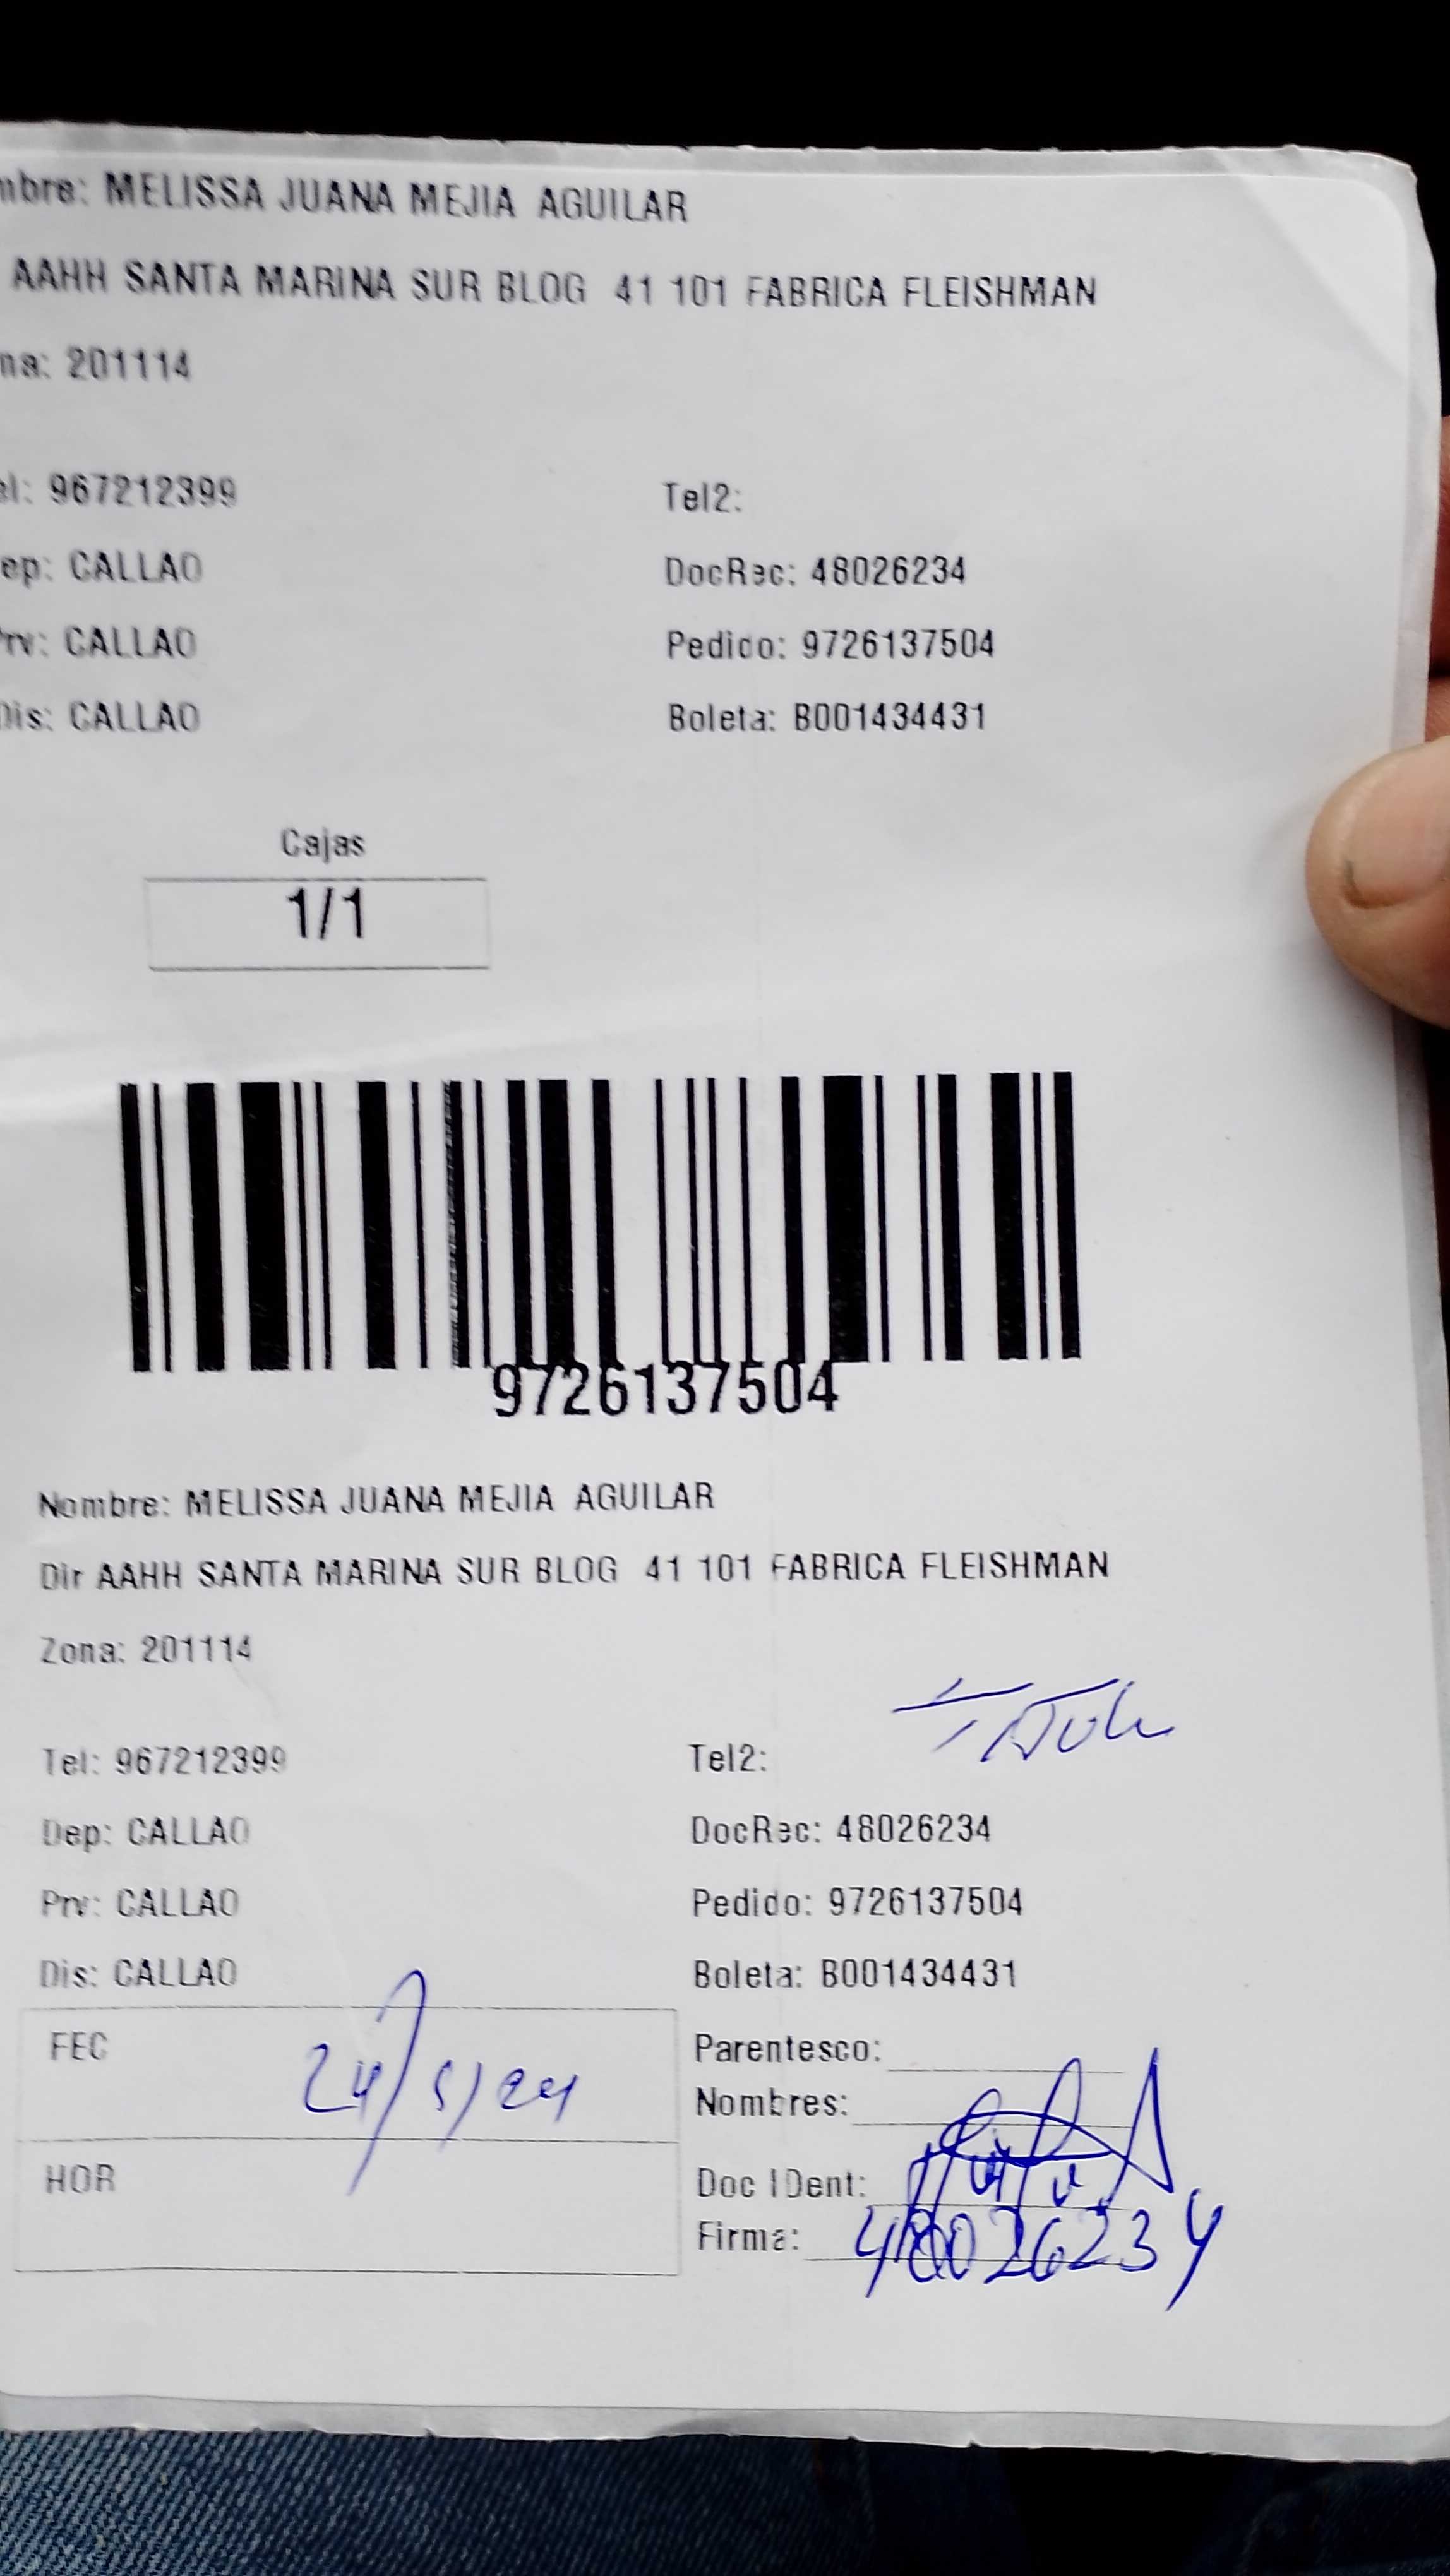 mbre: MELISSA JUANA MEJIA AGUILAR
AAHH SANTA MARINA SUR BLOG 41 101 FABRICA FLEISHMAN
na: 201114
el: 967212399 Tel2:
ep: CALLAO DocRec: 48026234
Prv: CALLAO Pedido: 9726137504
Dis: CALLAO Boleta: B001434431
Cajas
1/1
9726137504
Nombre: MELISSA JUANA MEJIA AGUILAR
Dir AAHH SANTA MARINA SUR BLOG 41 101 FABRICA FLEISHMAN
Zona: 201114
Tel: 967212399 Tel2:
Dep: CALLAO DocRec: 48026234
Prv: CALLAO Pedido: 9726137504
Dis: CALLAO Boleta: B001434431
FEC 24/5/24 Parentesco:
Nombres:
HOR Doc IDent:
Firma: 48026234